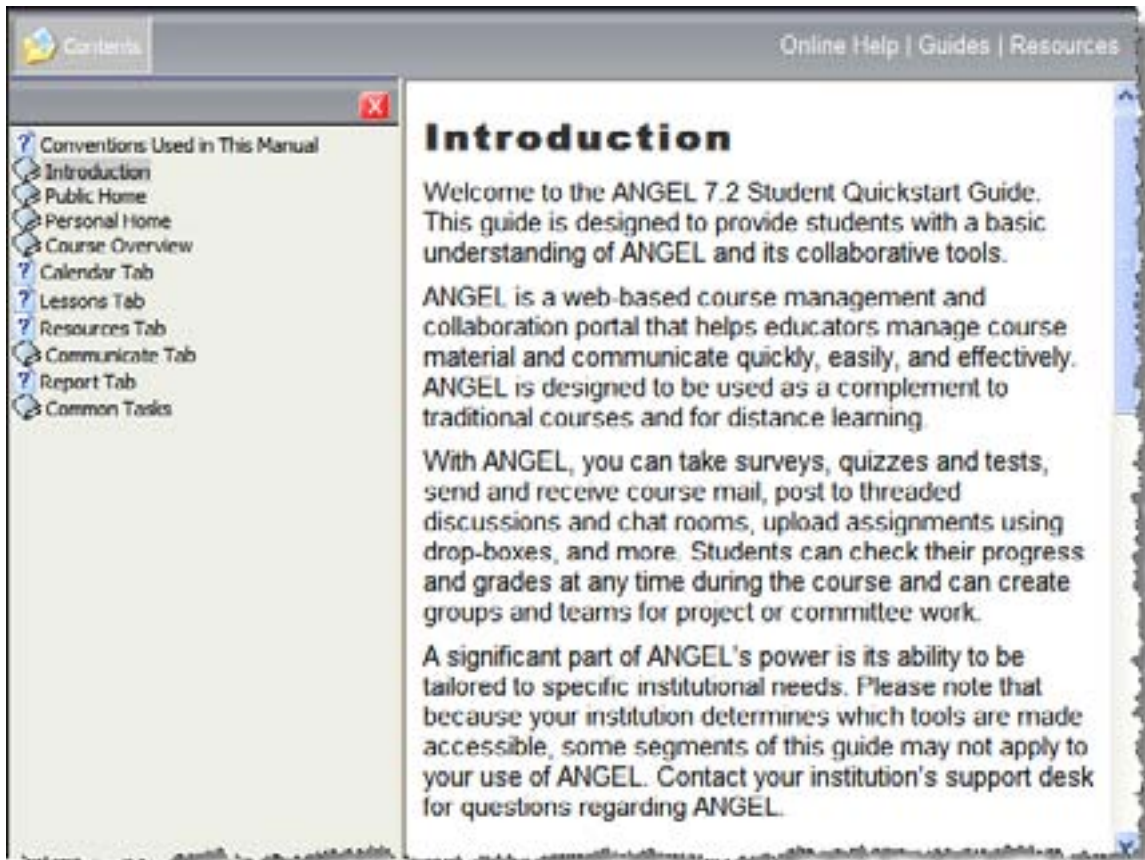 Contents
Online Help | Guides | Resources
Conventions Used in This Manual
Introduction
Public Home
Personal Home
Course Overview
Calendar Tab
Lessons Tab
Resources Tab
Communicate Tab
Report Tab
Common Tasks
Introduction
Welcome to the ANGEL 7.2 Student Quickstart Guide.
This guide is designed to provide students with a basic
understanding of ANGEL and its collaborative tools.
ANGEL is a web-based course management and
collaboration portal that helps educators manage course
material and communicate quickly, easily, and effectively.
ANGEL is designed to be used as a complement to
traditional courses and for distance learning.
With ANGEL, you can take surveys, quizzes and tests,
send and receive course mail, post to threaded
discussions and chat rooms, upload assignments using
drop-boxes, and more. Students can check their progress
and grades at any time during the course and can create
groups and teams for project or committee work.
A significant part of ANGEL's power is its ability to be
tailored to specific institutional needs. Please note that
because your institution determines which tools are made
accessible, some segments of this guide may not apply to
your use of ANGEL. Contact your institution's support desk
for questions regarding ANGEL.